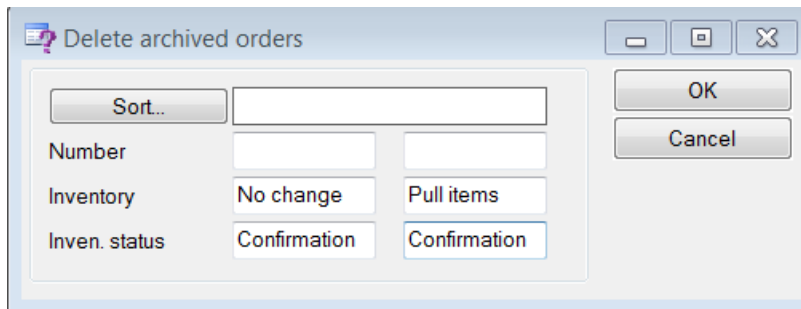 Delete archived orders
Sort...
OK
Number
Cancel
Inventory No change Pull items
Inven. status Confirmation Confirmation